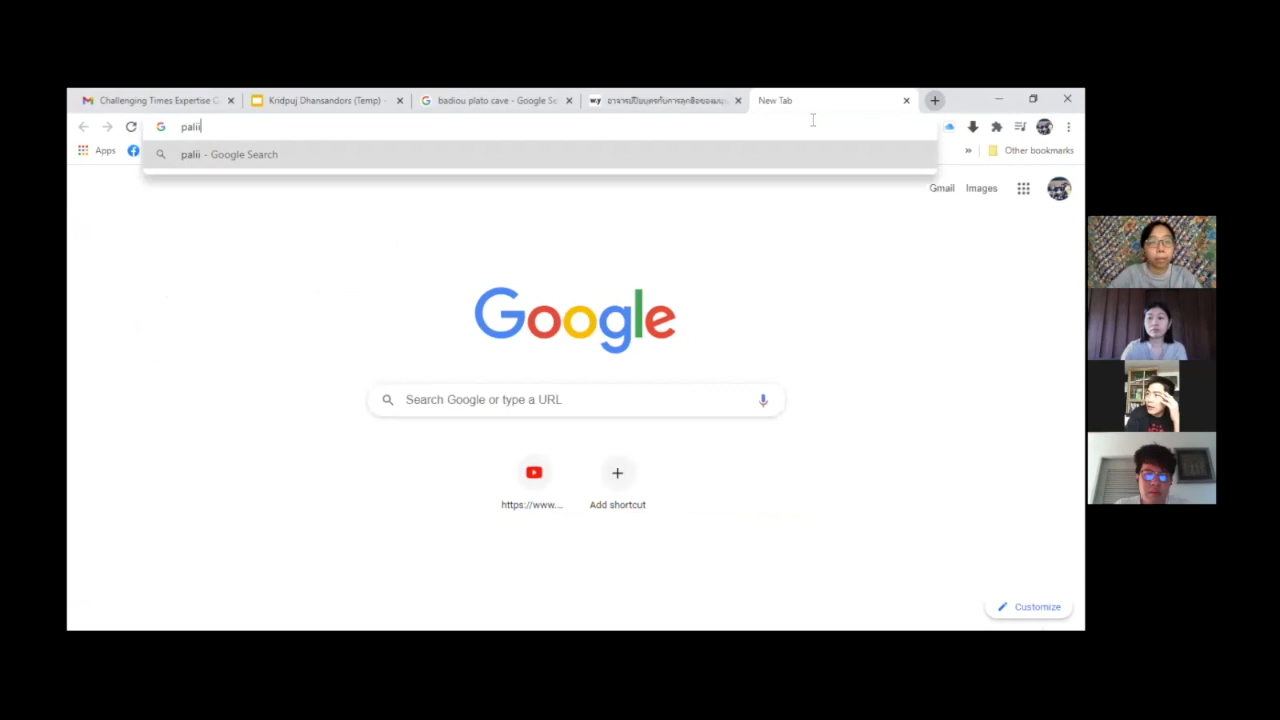 Challenging Times Expertise C
Kridpuj Dhansandors (Temp) -
badiou plato cave - Google Se
wy
New Tab
palii
Apps
palii - Google Search
Other bookmarks
Gmail
Images
Google
Search Google or type a URL
https://www....
Add shortcut
Customize